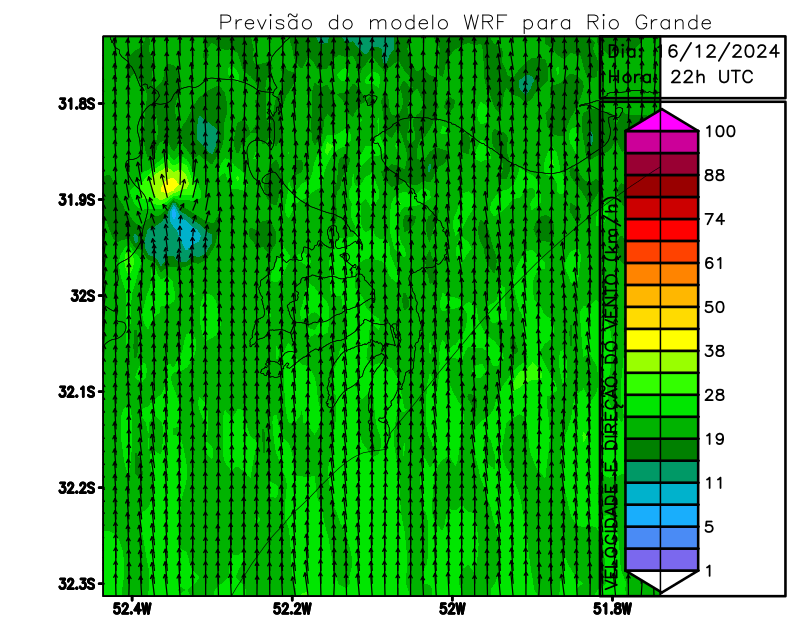 Previsão do modelo WRF para Rio Grande
Dia: 16/12/2024
Hora: 22h UTC
31.8S
31.9S
32S
32.1S
32.2S
32.3S
52.4W
52.2W
52W
51.8W
VELOCIDADE E DIREÇÃO DO VENTO (km/h)
100
88
74
61
50
38
28
19
11
5
1